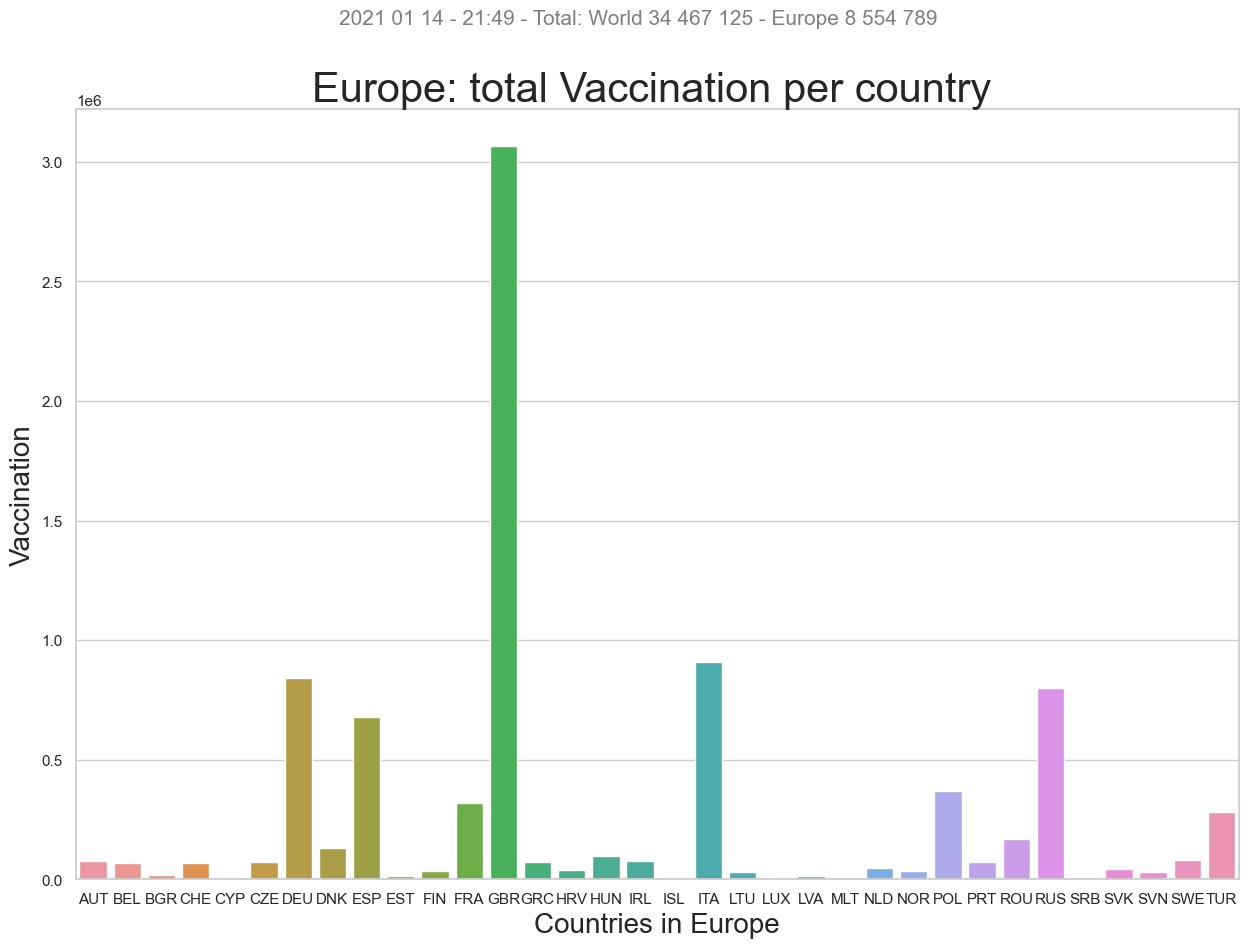 2021 01 14 - 21:49 - Total: World 34 467 125 - Europe 8 554 789
Europe: total Vaccination per country
1e6
3.0
2.5
2.0
1.5
1.0
0.5
0.0
Vaccination
AUT BEL BGR CHE CYP CZE DEU DNK ESP EST FIN FRA GBR GRC HRV HUN IRL ISL ITA LTU LUX LVA MLT NLD NOR POL PRT ROU RUS SRB SVK SVN SWE TUR
Countries in Europe